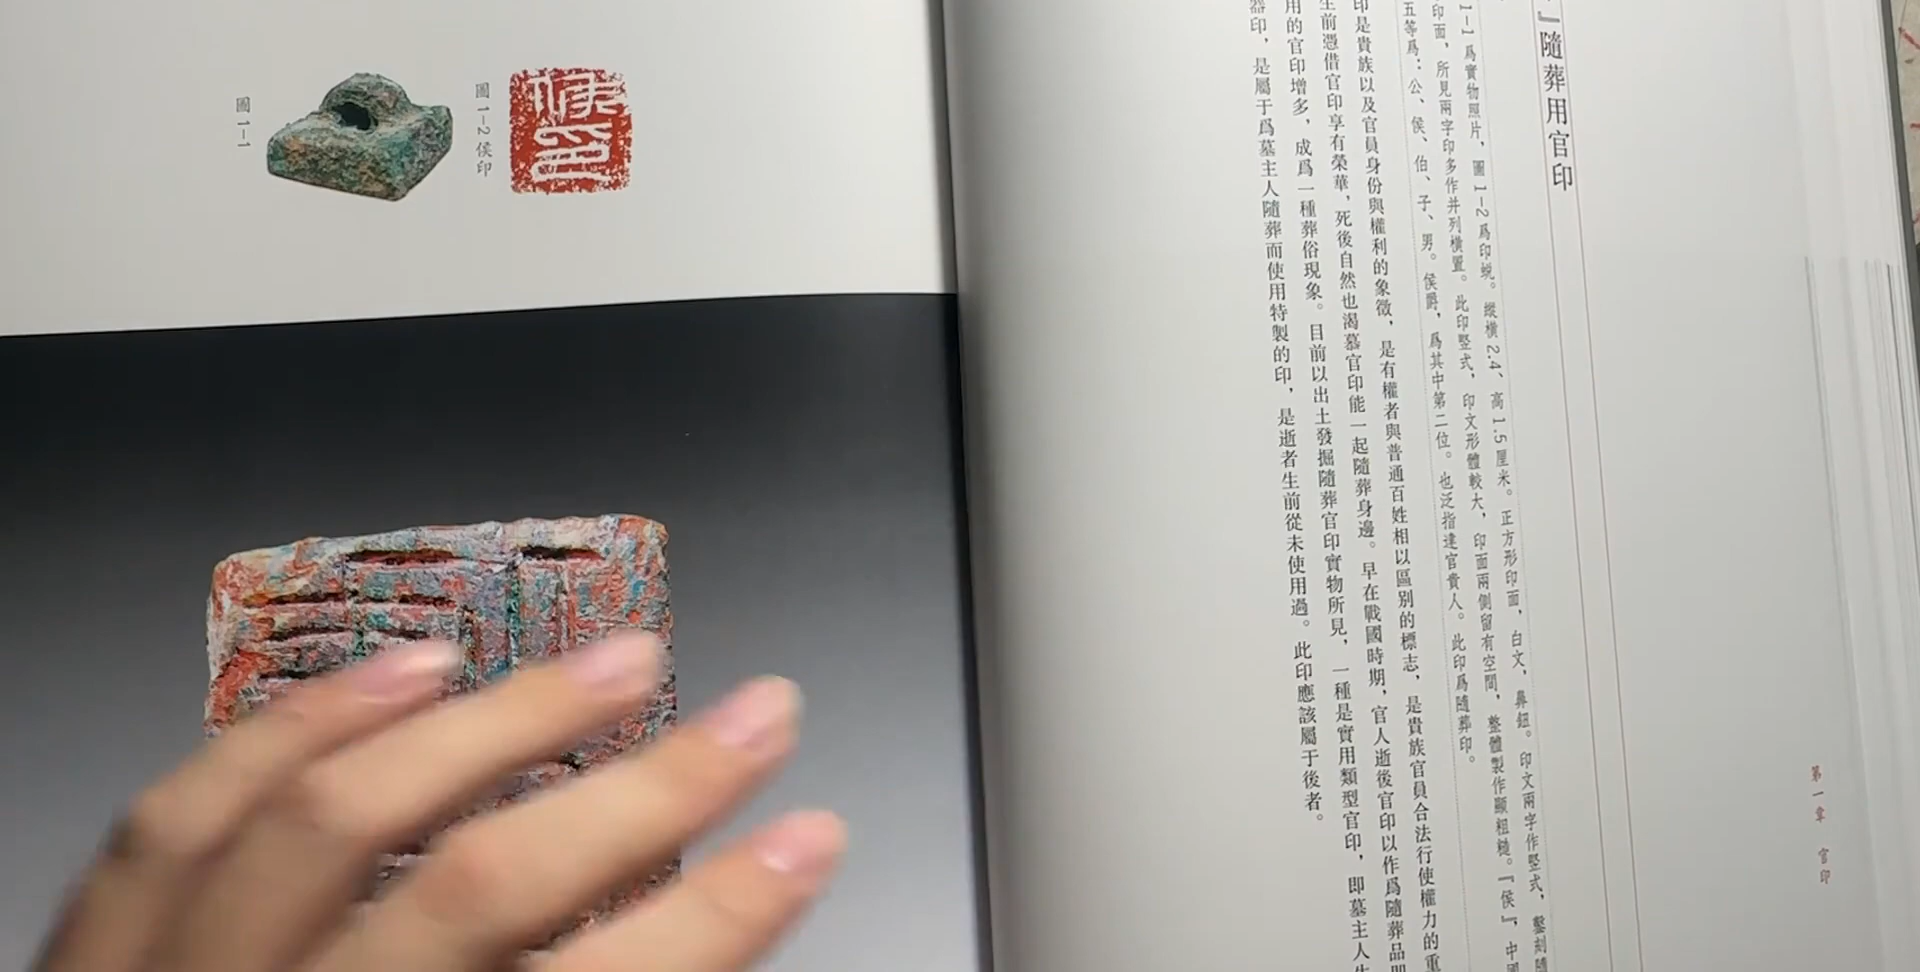 』隨葬用官印
1-1 爲實物照片，圖 1-2 爲印蛻。縱橫 2.4、高 1.5 厘米。正方形印面，白文，鼻鈕。印文兩字作竪式，鑿刻隨
印面，所見兩字印多作并列橫置。此印竪式，印文形體較大，印面兩側留有空間，整體製作顯粗糙。『侯』，中國
五等爲：公、侯、伯、子、男。侯爵，爲其中第二位。也泛指達官貴人。此印爲隨葬印。
印是貴族以及官員身份與權利的象徵，是有權者與普通百姓相以區别的標志，是貴族官員合法行使權力的重
生前憑借官印享有榮華，死後自然也渴慕官印能一起隨葬身邊。早在戰國時期，官人逝後官印以作爲隨葬品
用的官印增多，成爲一種葬俗現象。目前以出土發掘隨葬官印實物所見，一種是實用類型官印，即墓主人生
器印，是屬于爲墓主人隨葬而使用特製的印，是逝者生前從未使用過。此印應該屬于後者。
第一章 官印
侯印
圖 1-2 侯印
圖 1-1